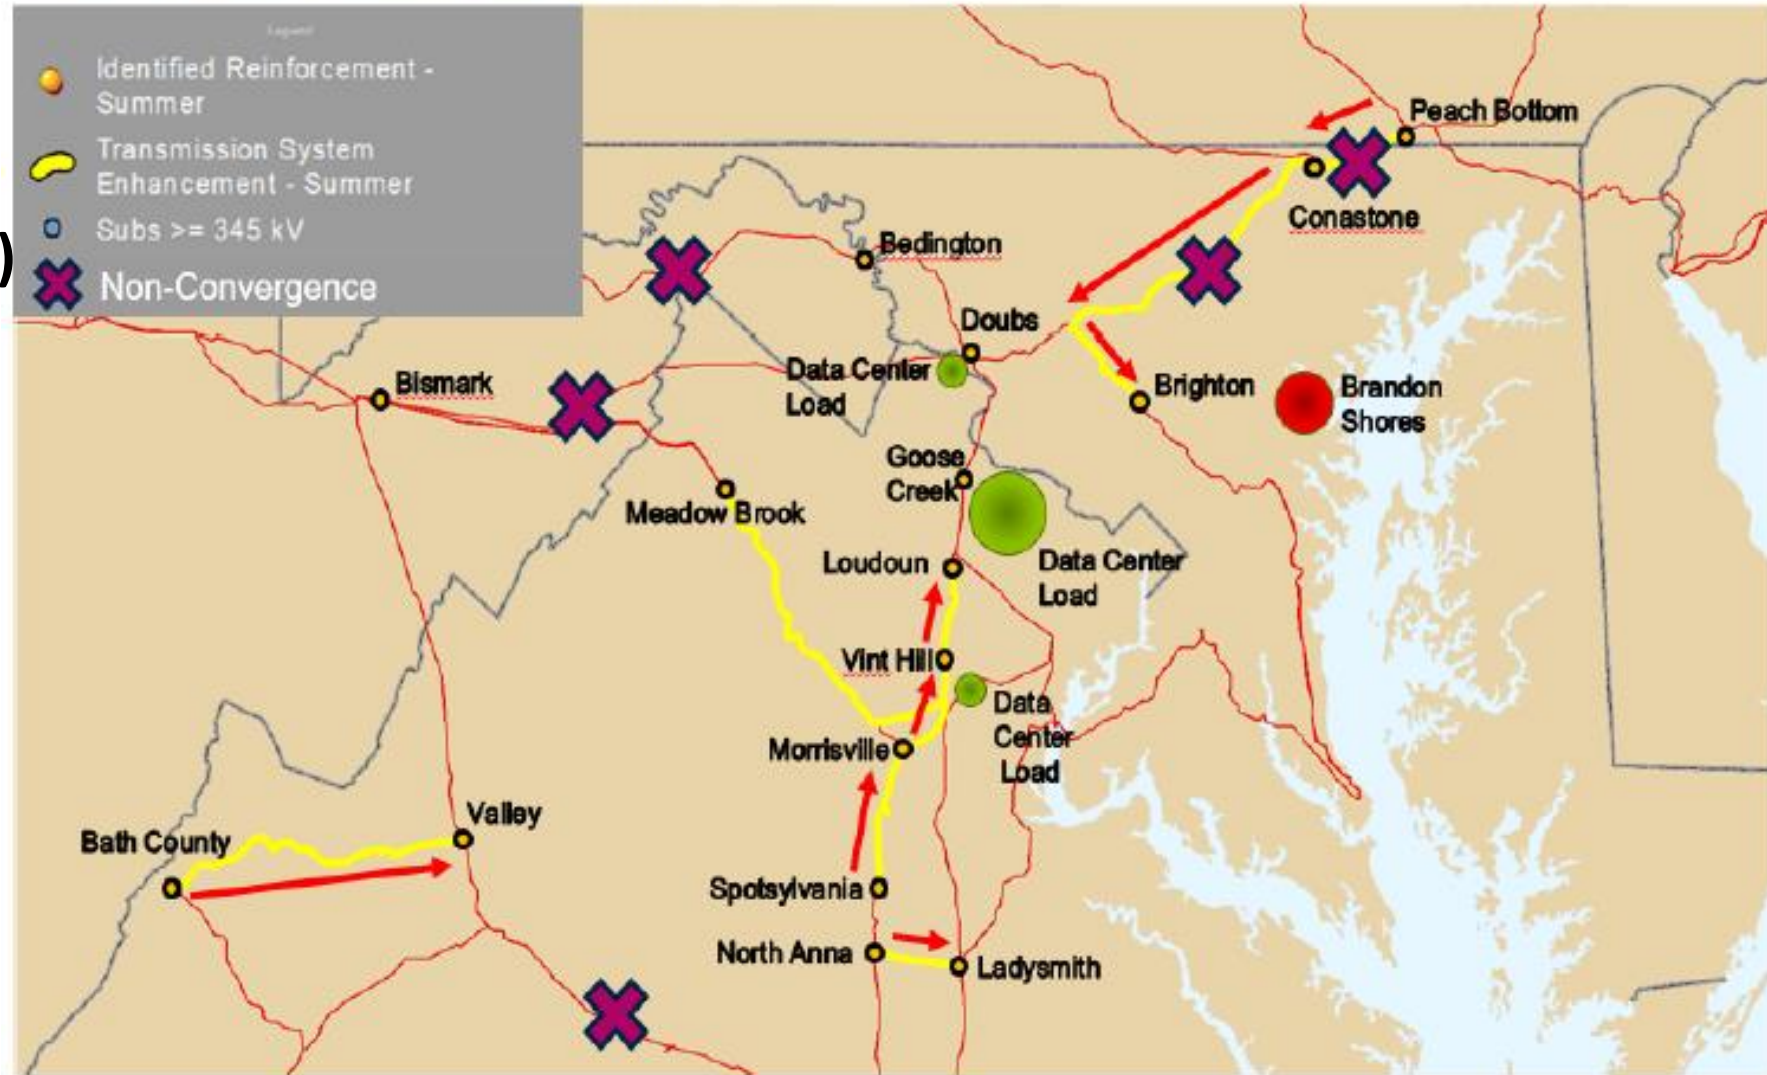 Legend
Identified Reinforcement -
Summer
Transmission System
Enhancement - Summer
Subs >= 345 kV
)
Non-Convergence
Peach Bottom
Conastone
Bedington
Doubs
Data Center
Load
Bismark
Brighton
Brandon
Shores
Goose
Creek
Meadow Brook
Loudoun
Data Center
Load
Vint Hill
Data
Center
Load
Morrisville
Valley
Bath County
Spotsylvania
North Anna
Ladysmith